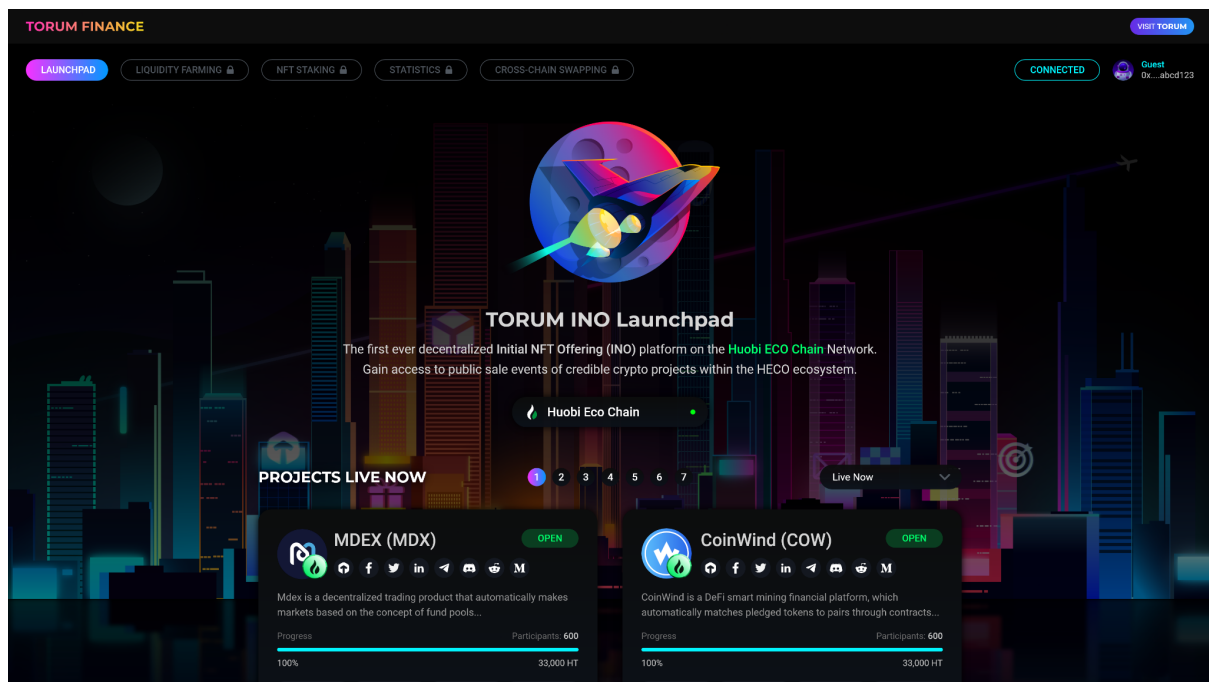 TORUM FINANCE
VISIT TORUM
LAUNCHPAD
LIQUIDITY FARMING
NFT STAKING
STATISTICS
CROSS-CHAIN SWAPPING
CONNECTED
Guest
0x....abcd123
TORUM INO Launchpad
The first ever decentralized Initial NFT Offering (INO) platform on the Huobi ECO Chain Network.
Gain access to public sale events of credible crypto projects within the HECO ecosystem.
Huobi Eco Chain
PROJECTS LIVE NOW
1 2 3 4 5 6 7
Live Now
MDEX (MDX)
OPEN
Mdex is a decentralized trading product that automatically makes
markets based on the concept of fund pools...
Progress
Participants: 600
100%
33,000 HT
CoinWind (COW)
OPEN
CoinWind is a DeFi smart mining financial platform, which
automatically matches pledged tokens to pairs through contracts...
Progress
Participants: 600
100%
33,000 HT